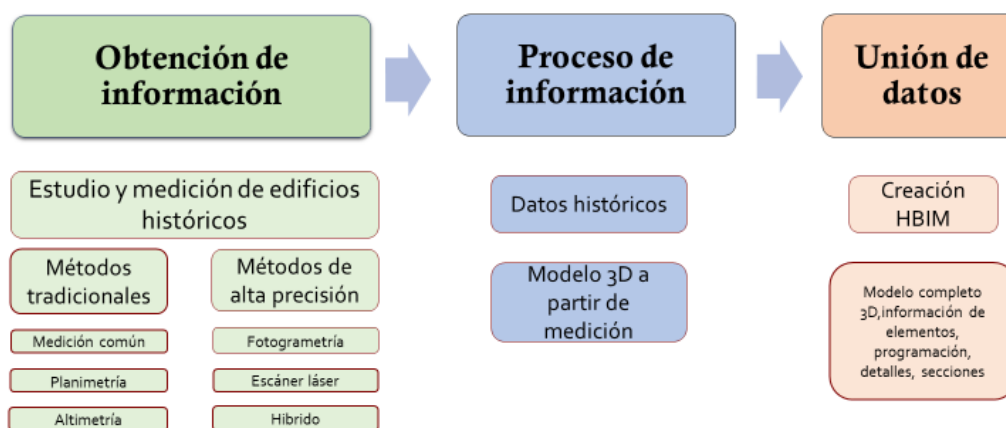 Obtención de
información
Proceso de
información
Unión de
datos
Estudio y medición de edificios
históricos
Métodos
tradicionales
Medición común
Planimetría
Altimetría
Métodos de
alta precisión
Fotogrametría
Escáner láser
Hibrido
Datos históricos
Modelo 3D a
partir de
medición
Creación
HBIM
Modelo completo
3D,información de
elementos,
programación,
detalles, secciones